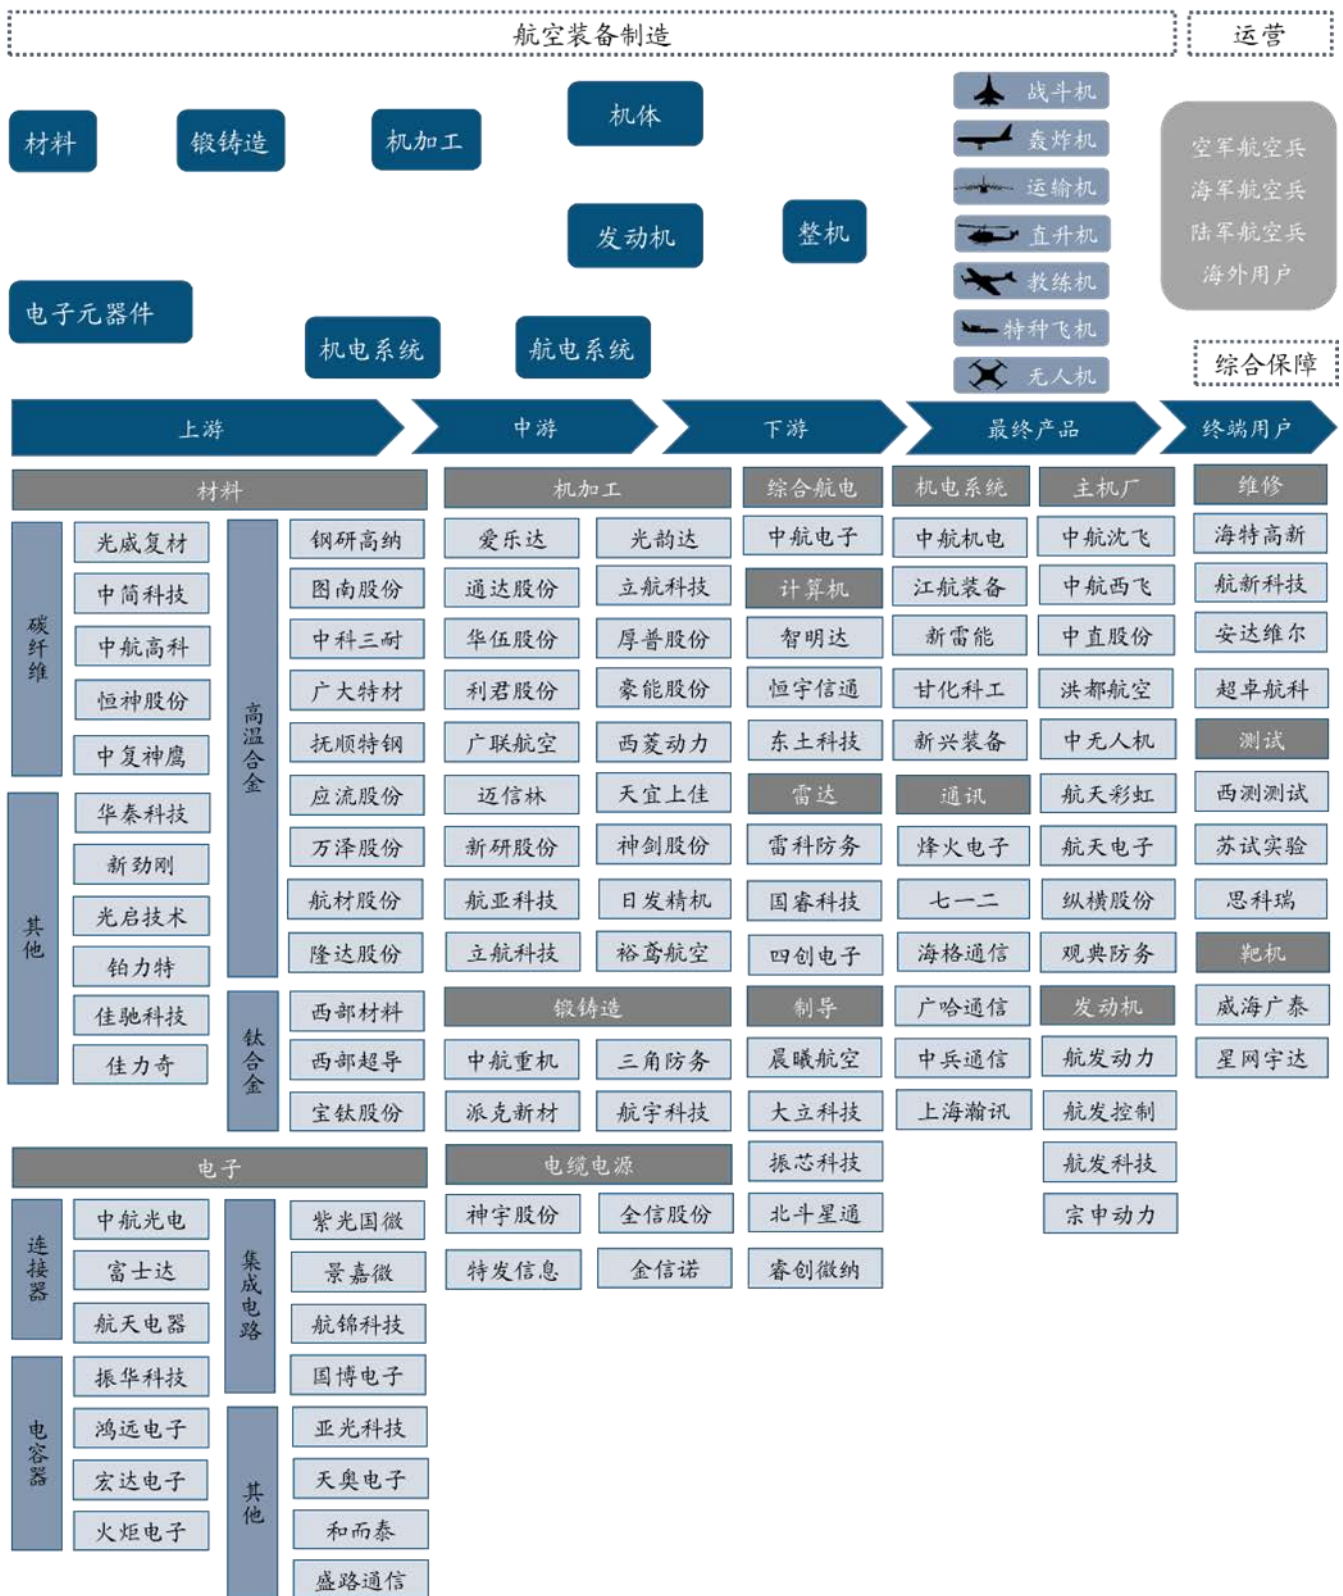 航空装备制造
运营
材料
锻铸造
机加工
机体
发动机
整机
电子元器件
机电系统
航电系统
战斗机
轰炸机
运输机
直升机
教练机
特种飞机
无人机
空军航空兵
海军航空兵
陆军航空兵
海外用户
综合保障
上游
中游
下游
最终产品
终端用户
材料
碳纤维
光威复材
中简科技
中航高科
恒神股份
中复神鹰
其他
华秦科技
新劲刚
光启技术
铂力特
佳驰科技
佳力奇
高温合金
钢研高纳
图南股份
中科三耐
广大特材
抚顺特钢
应流股份
万泽股份
航材股份
隆达股份
钛合金
西部材料
西部超导
宝钛股份
电子
连接器
中航光电
富士达
航天电器
电容器
振华科技
鸿远电子
宏达电子
火炬电子
集成电路
紫光国微
景嘉微
航锦科技
国博电子
其他
亚光科技
天奥电子
和而泰
盛路通信
机加工
爱乐达
光韵达
通达股份
立航科技
华伍股份
厚普股份
利君股份
豪能股份
广联航空
西菱动力
迈信林
天宜上佳
新研股份
神剑股份
航亚科技
日发精机
立航科技
裕鸢航空
锻铸造
中航重机
三角防务
派克新材
航宇科技
电缆电源
神宇股份
全信股份
特发信息
金信诺
综合航电
中航电子
计算机
智明达
恒宇信通
东土科技
雷达
雷科防务
国睿科技
四创电子
制导
晨曦航空
大立科技
振芯科技
北斗星通
睿创微纳
机电系统
中航机电
江航装备
新雷能
甘化科工
新兴装备
通讯
烽火电子
七一二
海格通信
广哈通信
中兵通信
上海瀚讯
主机厂
中航沈飞
中航西飞
中直股份
洪都航空
中无人机
航天彩虹
航天电子
纵横股份
观典防务
发动机
航发动力
航发控制
航发科技
宗申动力
维修
海特高新
航新科技
安达维尔
超卓航科
测试
西测测试
苏试实验
思科瑞
靶机
威海广泰
星网宇达